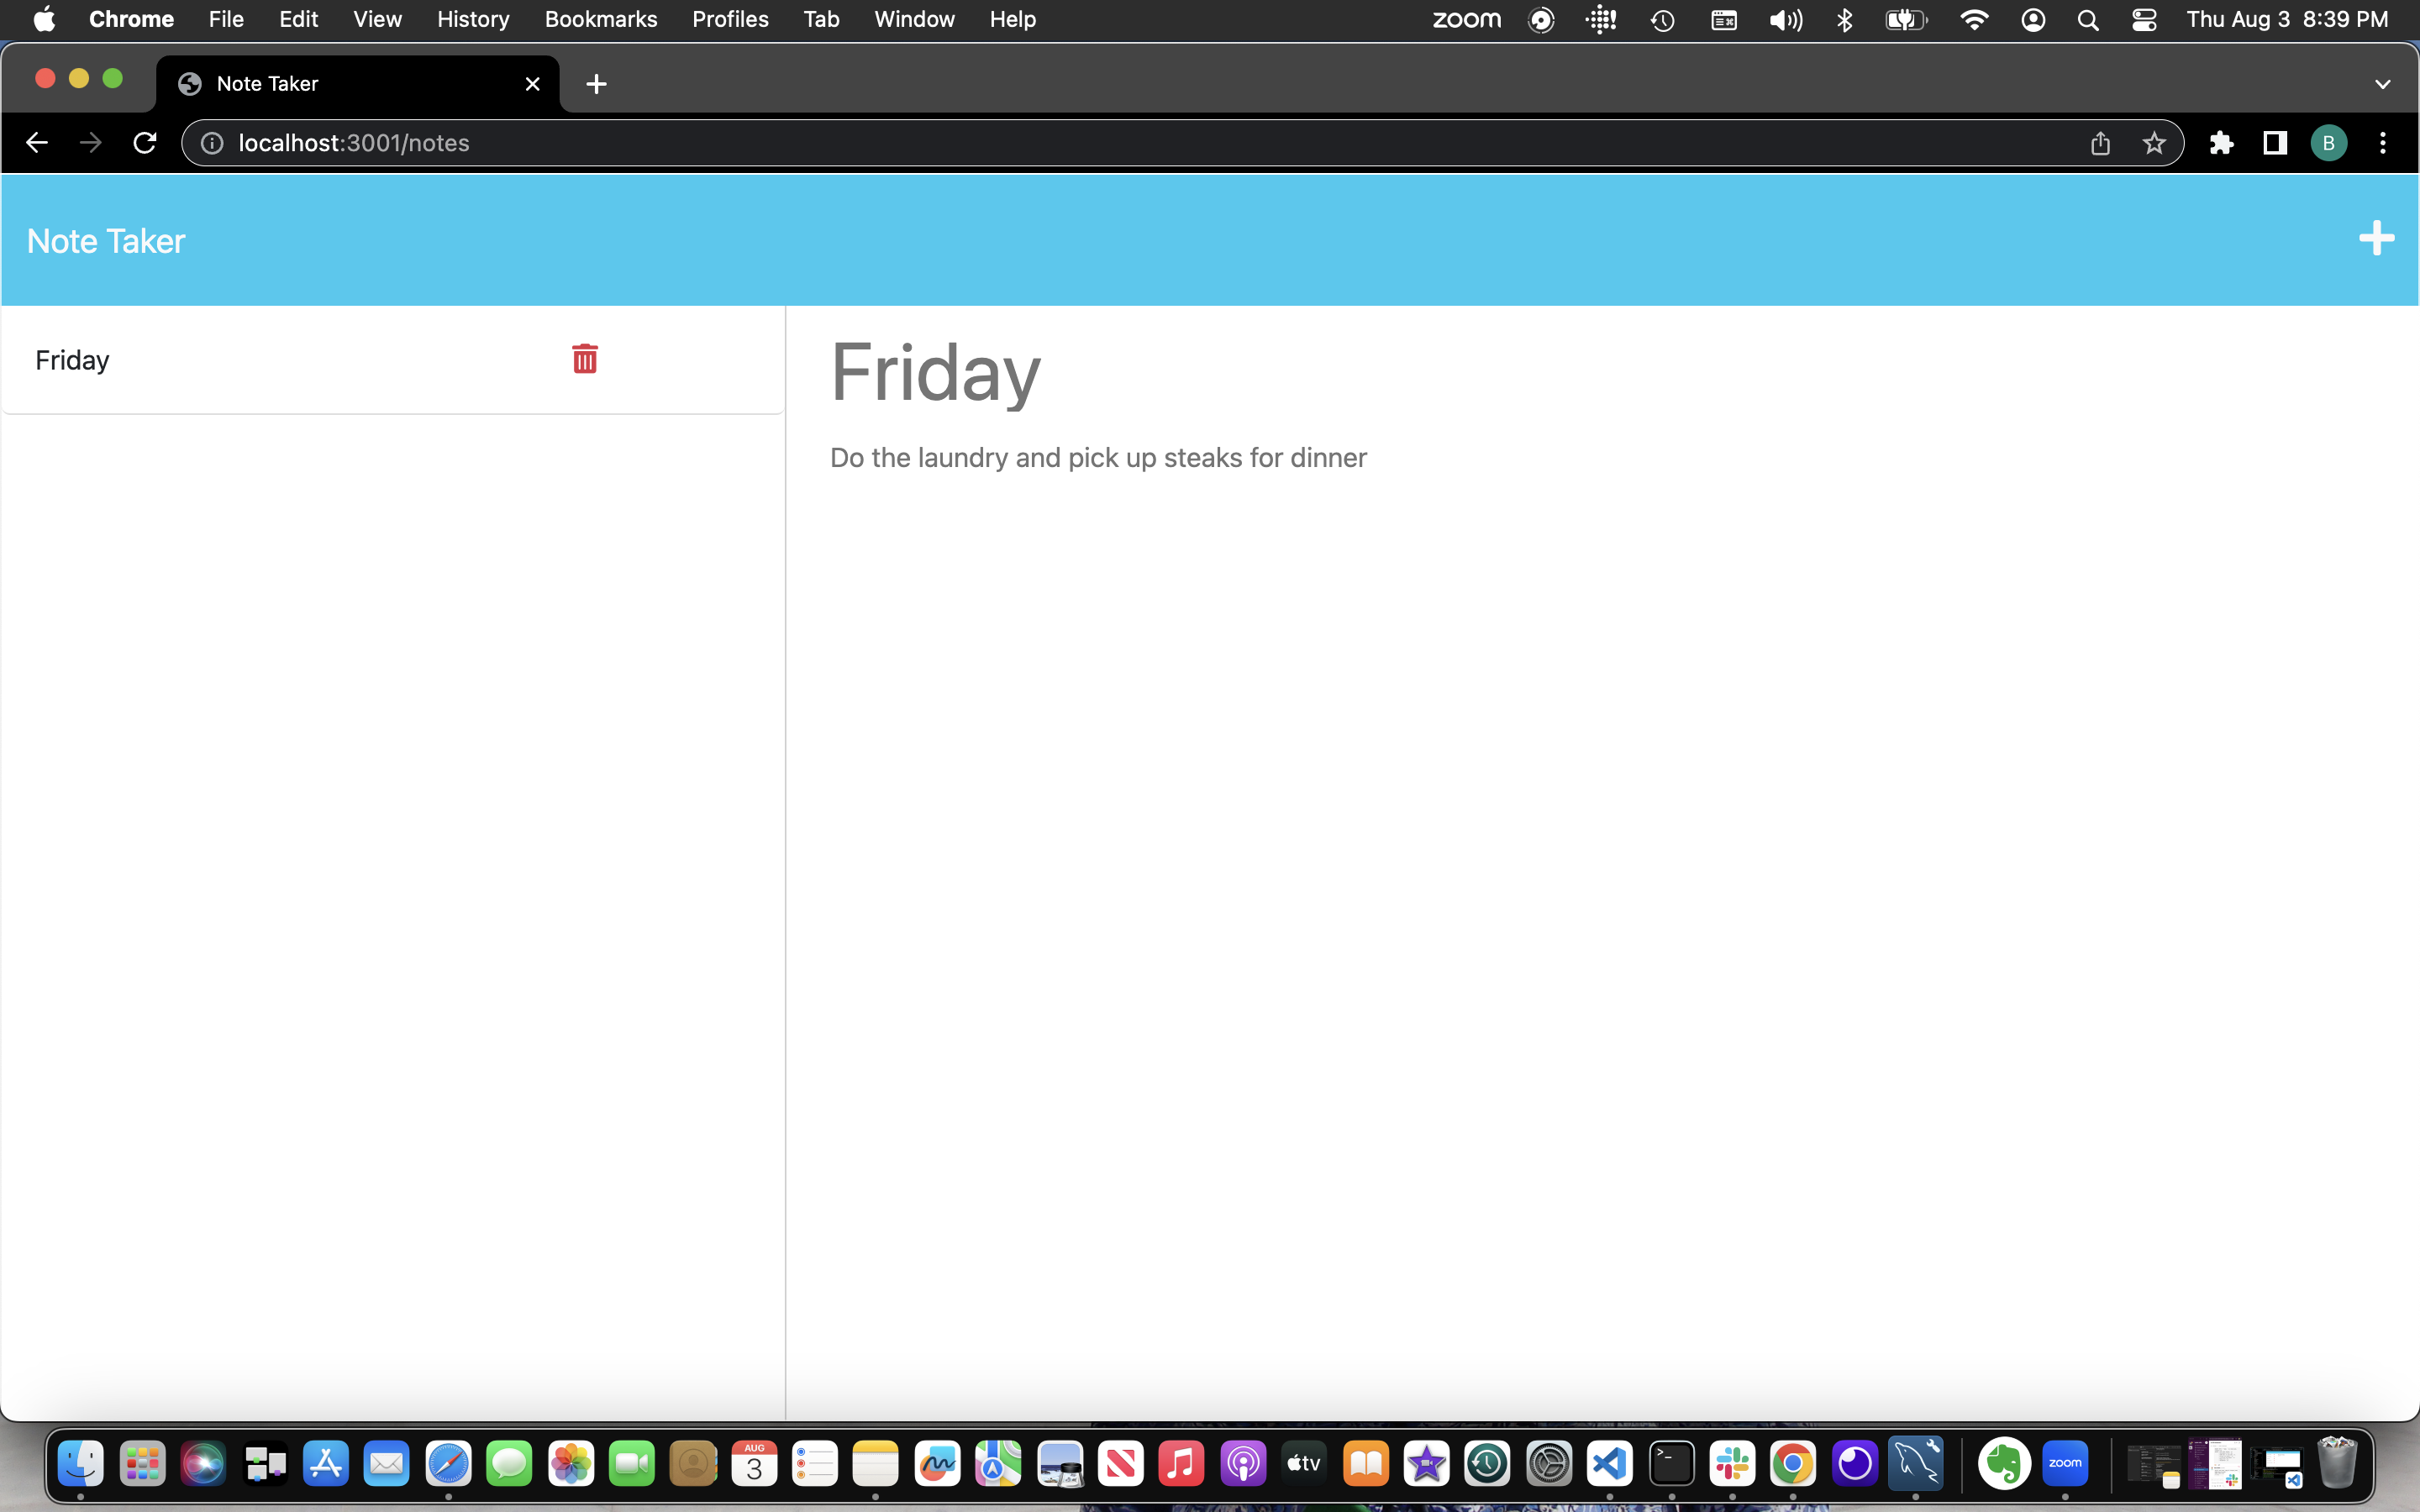 Chrome File Edit View History Bookmarks Profiles Tab Window Help zoom Thu Aug 3 8:39 PM
Note Taker
localhost:3001/notes B
Note Taker
Friday
Friday
Do the laundry and pick up steaks for dinner
AUG
3
tv
zoom